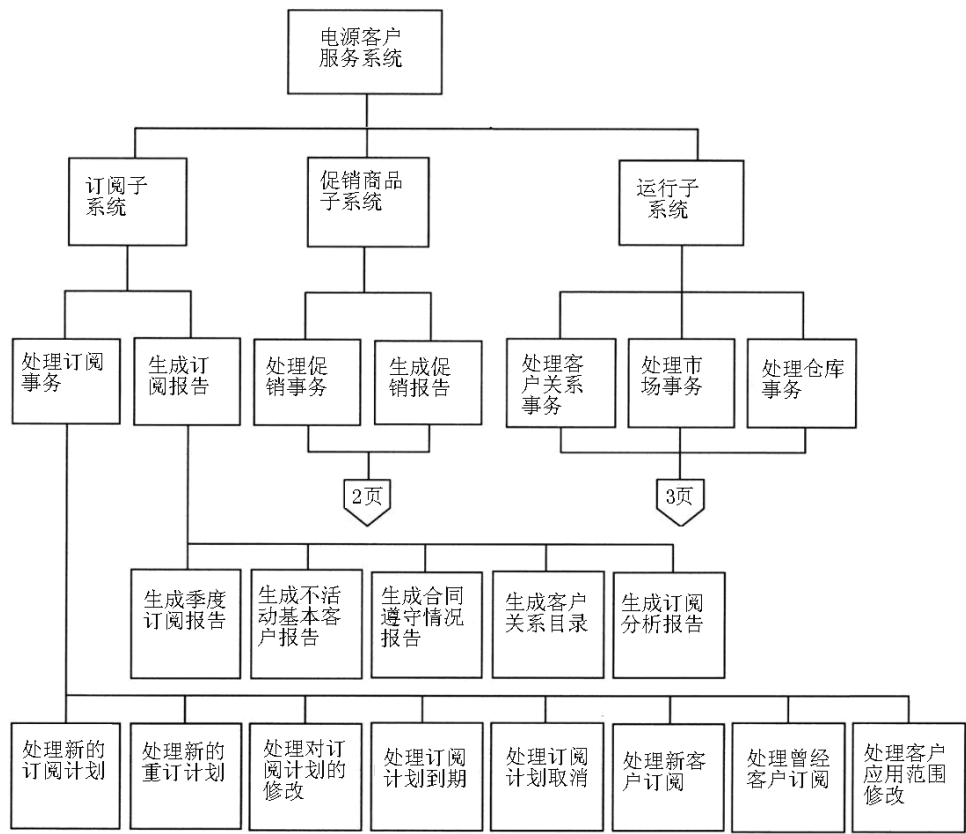 电源客户
服务系统
订阅子
系统
促销商品
子系统
运行子
系统
处理订阅
事务
生成订
阅报告
处理促
销事务
生成促
销报告
处理客
户关系
事务
处理市
场事务
处理仓库
事务
2页
3页
生成季度
订阅报告
生成不活
动基本客
户报告
生成合同
遵守情况
报告
生成客户
关系目录
生成订阅
分析报告
处理新的
订阅计划
处理新的
重订计划
处理对订
阅计划的
修改
处理订阅
计划到期
处理订阅
计划取消
处理新客
户订阅
处理曾经
客户订阅
处理客户
应用范围
修改